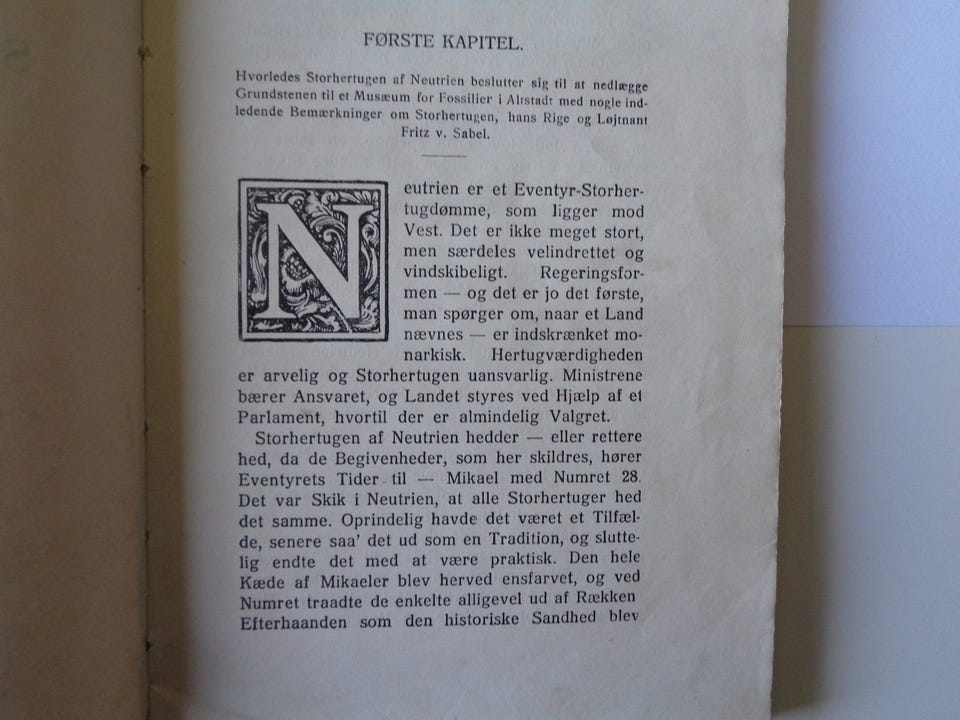 FØRSTE KAPITEL.
Hvorledes Storhertugen af Neutrien beslutter sig til at nedlægge
Grundstenen til et Musæum for Fossilier i Altstadt med nogle ind-
ledende Bemærkninger om Storhertugen, hans Rige og Løjtnant
Fritz v. Sabel.
Neutrien er et Eventyr-Storher-
tugdømme, som ligger mod
Vest. Det er ikke meget stort,
men særdeles velindrettet og
vindskibeligt. Regeringsfor-
men — og det er jo det første,
man spørger om, naar et Land
nævnes — er indskrænket mo-
narkisk. Hertugværdigheden
er arvelig og Storhertugen uansvarlig. Ministrene
bærer Ansvaret, og Landet styres ved Hjælp af et
Parlament, hvortil der er almindelig Valgret.
Storhertugen af Neutrien hedder — eller rettere
hed, da de Begivenheder, som her skildres, hører
Eventyrets Tider til — Mikael med Numret 28.
Det var Skik i Neutrien, at alle Storhertuger hed
det samme. Oprindelig havde det været et Tilfæl-
de, senere saa' det ud som en Tradition, og slutte-
lig endte det med at være praktisk. Den hele
Kæde af Mikaeler blev herved ensfarvet, og ved
Numret traadte de enkelte alligevel ud af Rækken
Efterhaanden som den historiske Sandhed blev